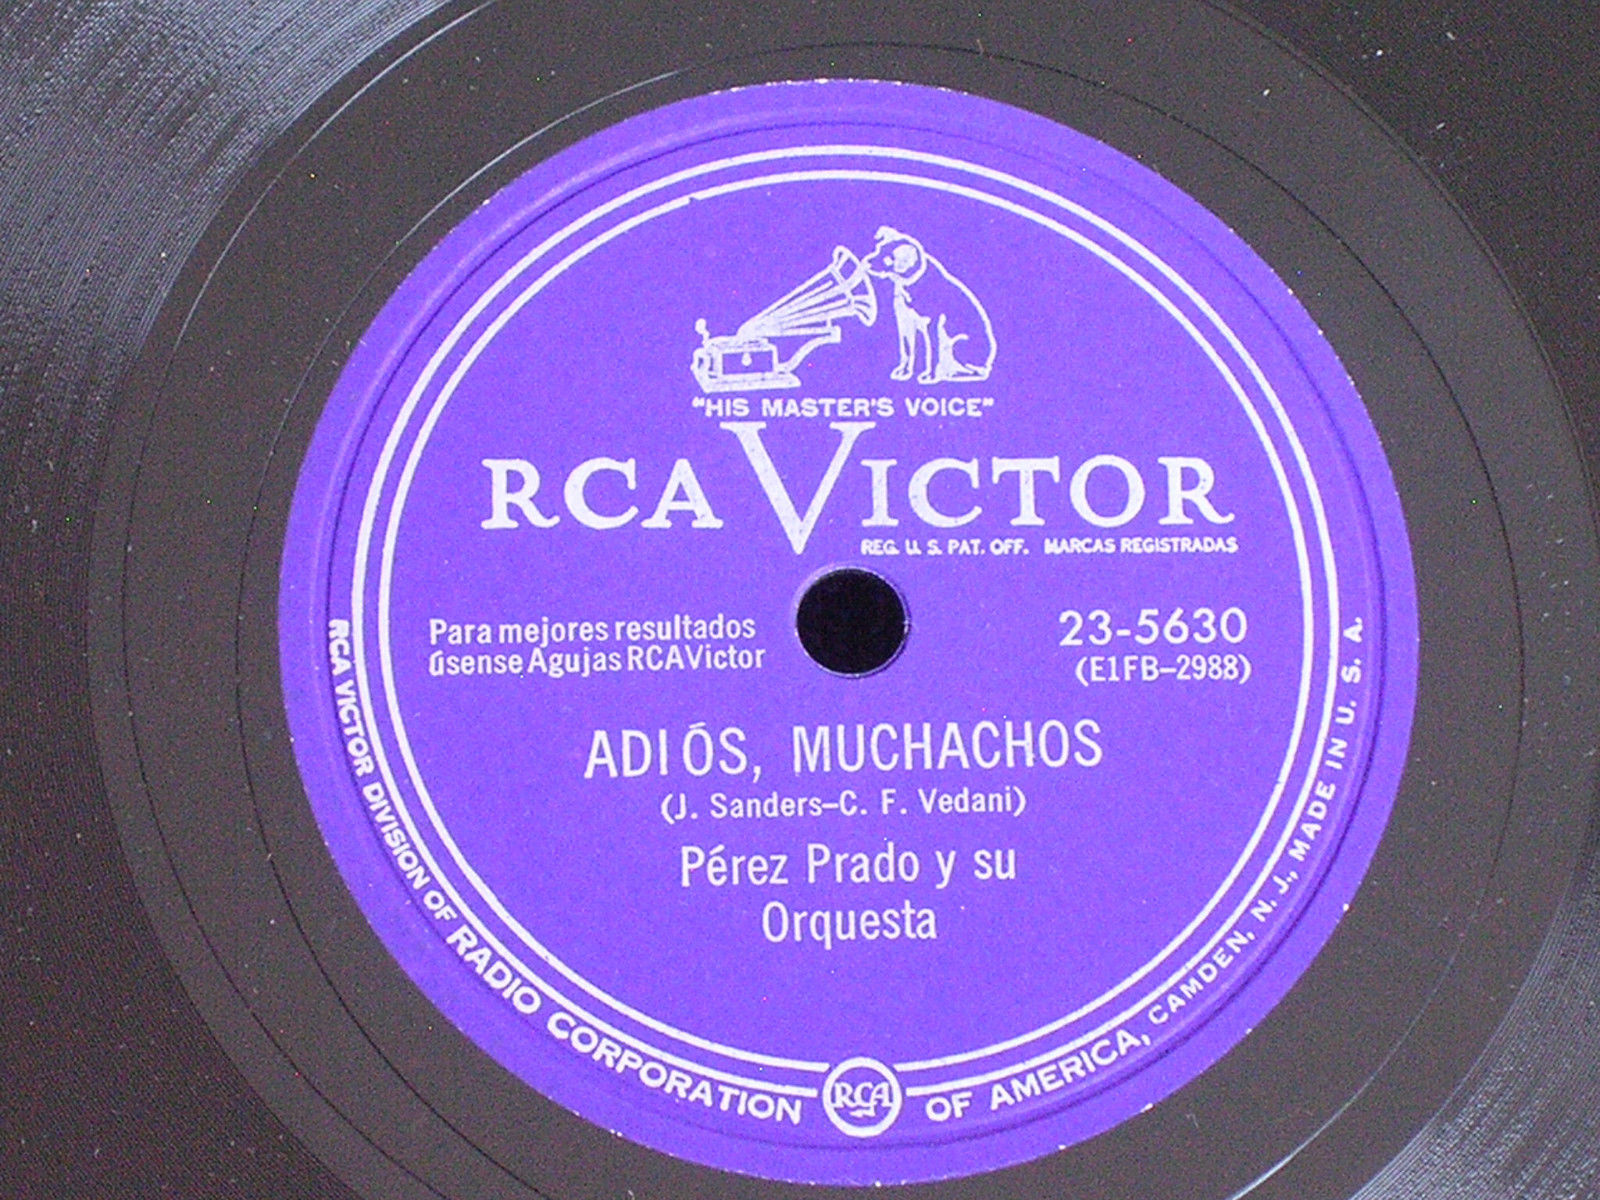 "HIS MASTER'S VOICE"
RCA VICTOR
REG. U. S. PAT. OFF. MARCAS REGISTRADAS
Para mejores resultados
úsense Agujas RCA Victor
23-5630
(E1FB-2988)
ADIÓS, MUCHACHOS
(J. Sanders-C. F. Vedani)
Pérez Prado y su
Orquesta
RCA VICTOR DIVISION OF RADIO CORPORATION OF AMERICA, CAMDEN, N. J., MADE IN U. S. A.
RCA